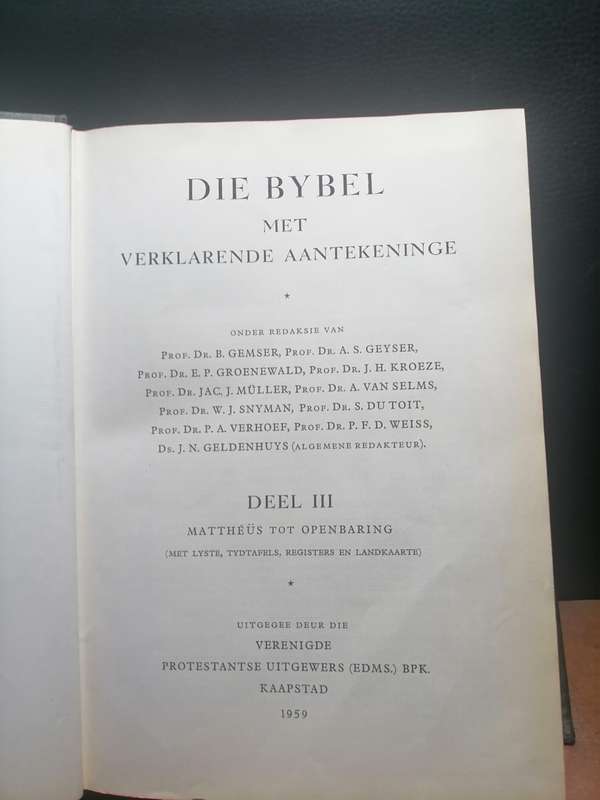 DIE BYBEL
MET
VERKLARENDE AANTEKENINGE
*
ONDER REDAKSIE VAN
PROF. DR. B. GEMSER, PROF. DR. A. S. GEYSER,
PROF. DR. E. P. GROENEWALD, PROF. DR. J. H. KROEZE,
PROF. DR. JAC. J. MÜLLER, PROF. DR. A. VAN SELMS,
PROF. DR. W. J. SNYMAN, PROF. DR. S. DU TOIT,
PROF. DR. P. A. VERHOEF, PROF. DR. P. F. D. WEISS,
DS. J. N. GELDENHUYS (ALGEMENE REDAKTEUR).
DEEL III
MATTHÉÜS TOT OPENBARING
(MET LYSTE, TYDTAFELS, REGISTERS EN LANDKAARTE)
*
UITGEGEE DEUR DIE
VERENIGDE
PROTESTANTSE UITGEWERS (EDMS.) BPK.
KAAPSTAD
1959